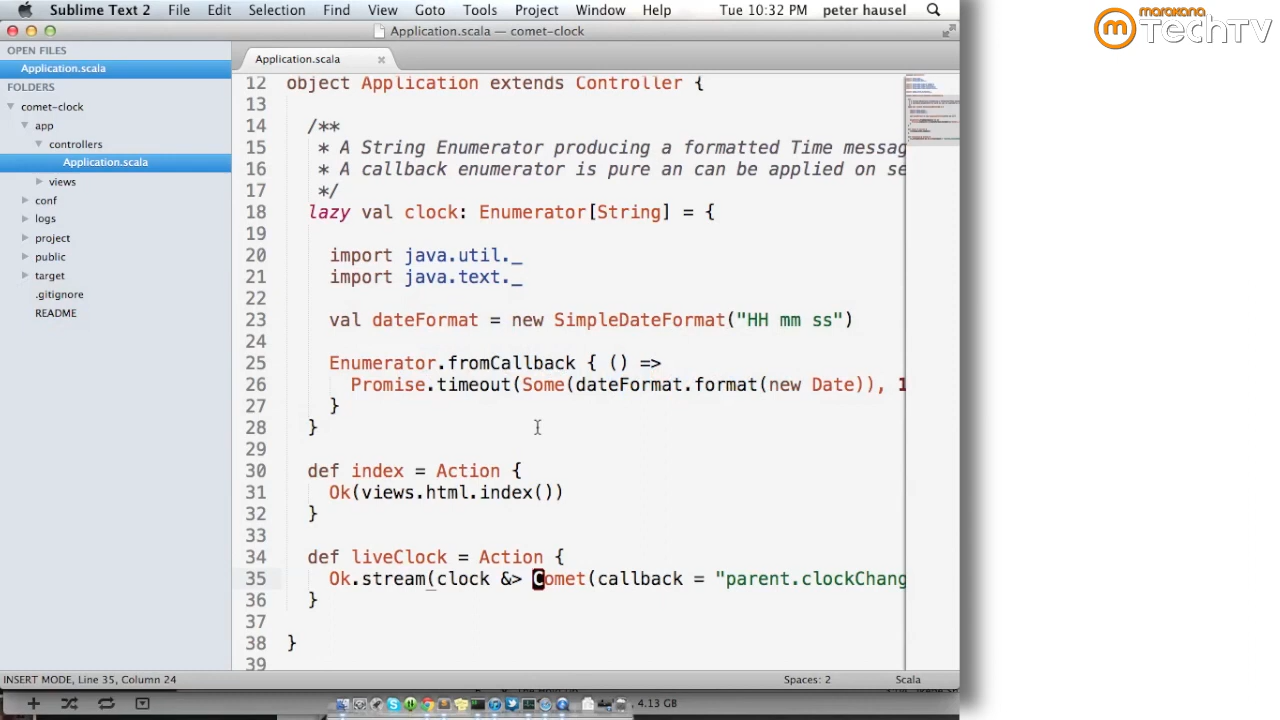 Sublime Text 2 File Edit Selection Find View Goto Tools Project Window Help Tue 10:32 PM peter hausel
marakana
TechTV
Application.scala — comet-clock
OPEN FILES
Application.scala
FOLDERS
comet-clock
app
controllers
Application.scala
views
conf
logs
project
public
target
.gitignore
README
Application.scala
12 object Application extends Controller {
13
14 /**
15 * A String Enumerator producing a formatted Time messag
16 * A callback enumerator is pure an can be applied on se
17 */
18 lazy val clock: Enumerator[String] = {
19
20 import java.util._
21 import java.text._
22
23 val dateFormat = new SimpleDateFormat("HH mm ss")
24
25 Enumerator.fromCallback { () =>
26 Promise.timeout(Some(dateFormat.format(new Date)), 1
27 }
28 }
29
30 def index = Action {
31 Ok(views.html.index())
32 }
33
34 def liveClock = Action {
35 Ok.stream(clock &> Comet(callback = "parent.clockChang
36 }
37
38 }
39
INSERT MODE, Line 35, Column 24 Spaces: 2 Scala
4.13 GB